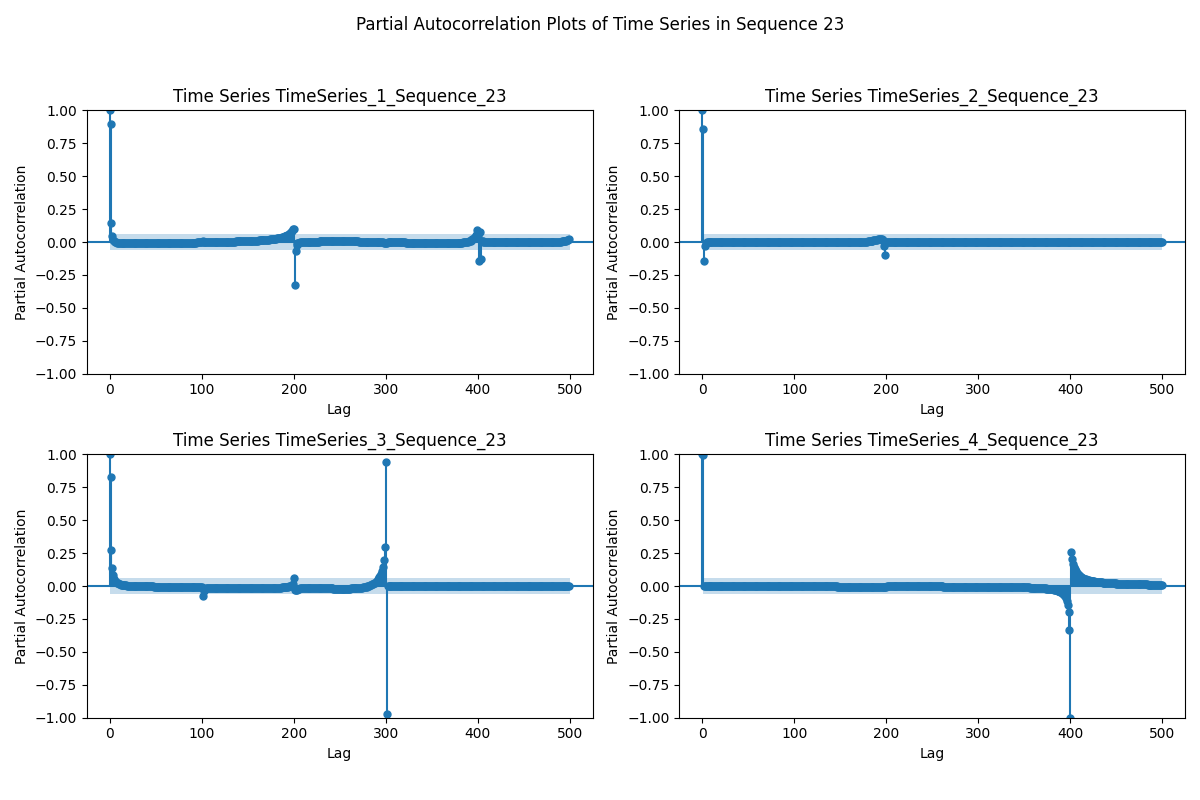 Partial Autocorrelation Plots of Time Series in Sequence 23
Time Series TimeSeries_1_Sequence_23
1.00
0.75
0.50
0.25
0.00
−0.25
−0.50
−0.75
−1.00
Partial Autocorrelation
0 100 200 300 400 500
Lag
Time Series TimeSeries_2_Sequence_23
1.00
0.75
0.50
0.25
0.00
−0.25
−0.50
−0.75
−1.00
Partial Autocorrelation
0 100 200 300 400 500
Lag
Time Series TimeSeries_3_Sequence_23
1.00
0.75
0.50
0.25
0.00
−0.25
−0.50
−0.75
−1.00
Partial Autocorrelation
0 100 200 300 400 500
Lag
Time Series TimeSeries_4_Sequence_23
1.00
0.75
0.50
0.25
0.00
−0.25
−0.50
−0.75
−1.00
Partial Autocorrelation
0 100 200 300 400 500
Lag